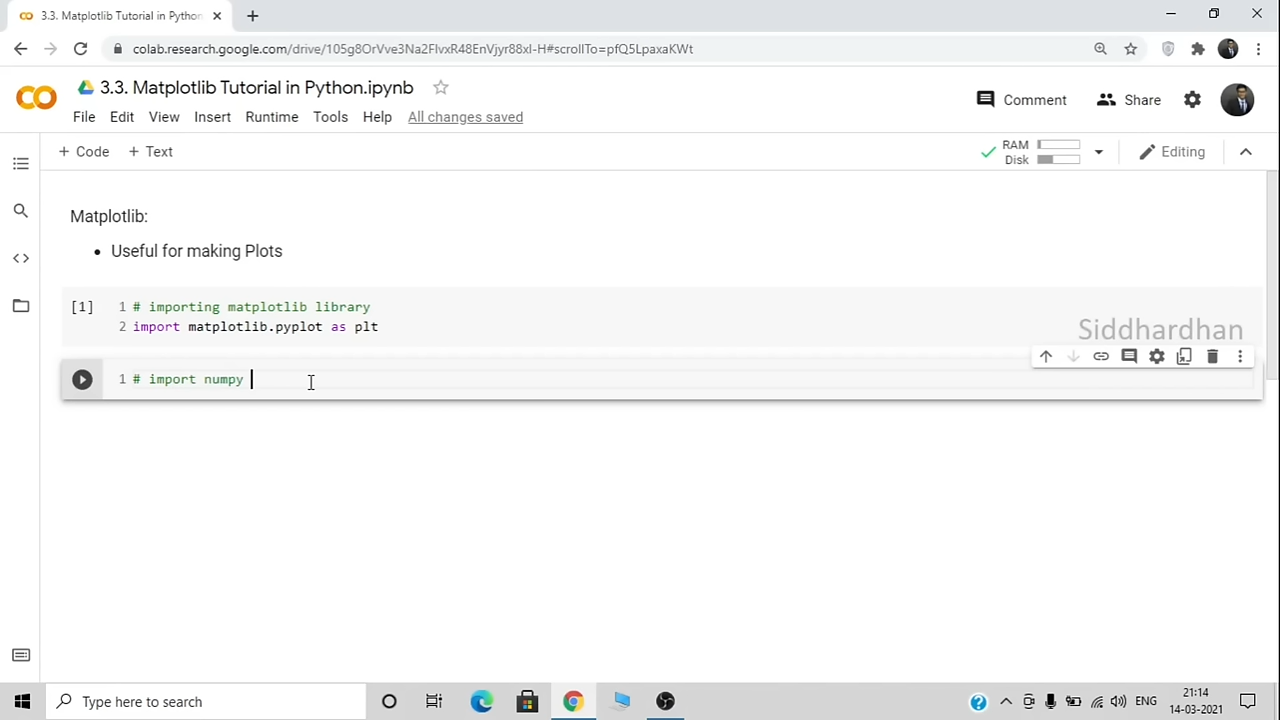 3.3. Matplotlib Tutorial in Python
colab.research.google.com/drive/105g8OrVve3Na2FlvxR48EnVjyr88xl-H#scrollTo=pfQ5LpaxaKWt
3.3. Matplotlib Tutorial in Python.ipynb
Comment
Share
File Edit View Insert Runtime Tools Help All changes saved
+ Code + Text
RAM
Disk
Editing
Matplotlib:
• Useful for making Plots
[1] 1 # importing matplotlib library
2 import matplotlib.pyplot as plt
Siddhardhan
1 # import numpy
Type here to search
ENG
21:14
14-03-2021